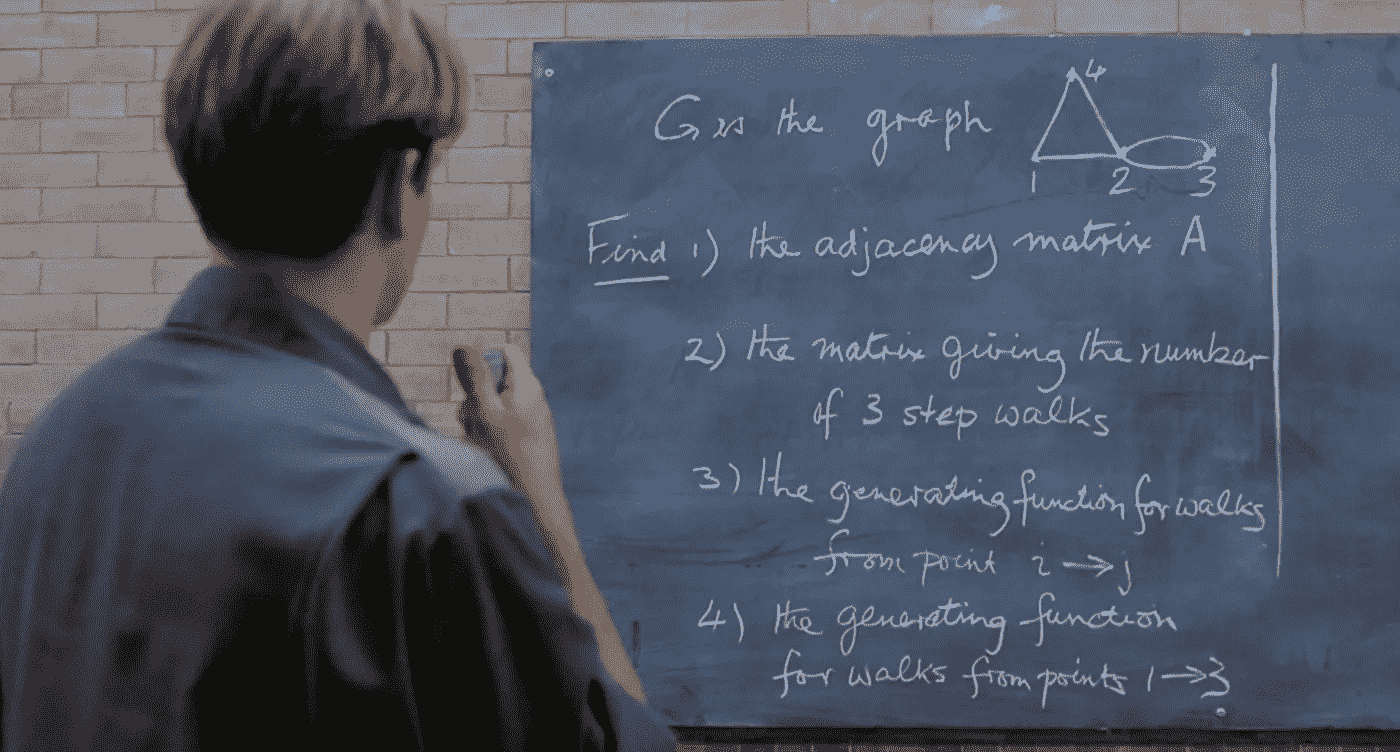 G is the graph
4
1 2 3
Find 1) the adjacency matrix A
2) the matrix giving the number
of 3 step walks
3) the generating function for walks
from point i → j
4) the generating function
for walks from points 1 → 3